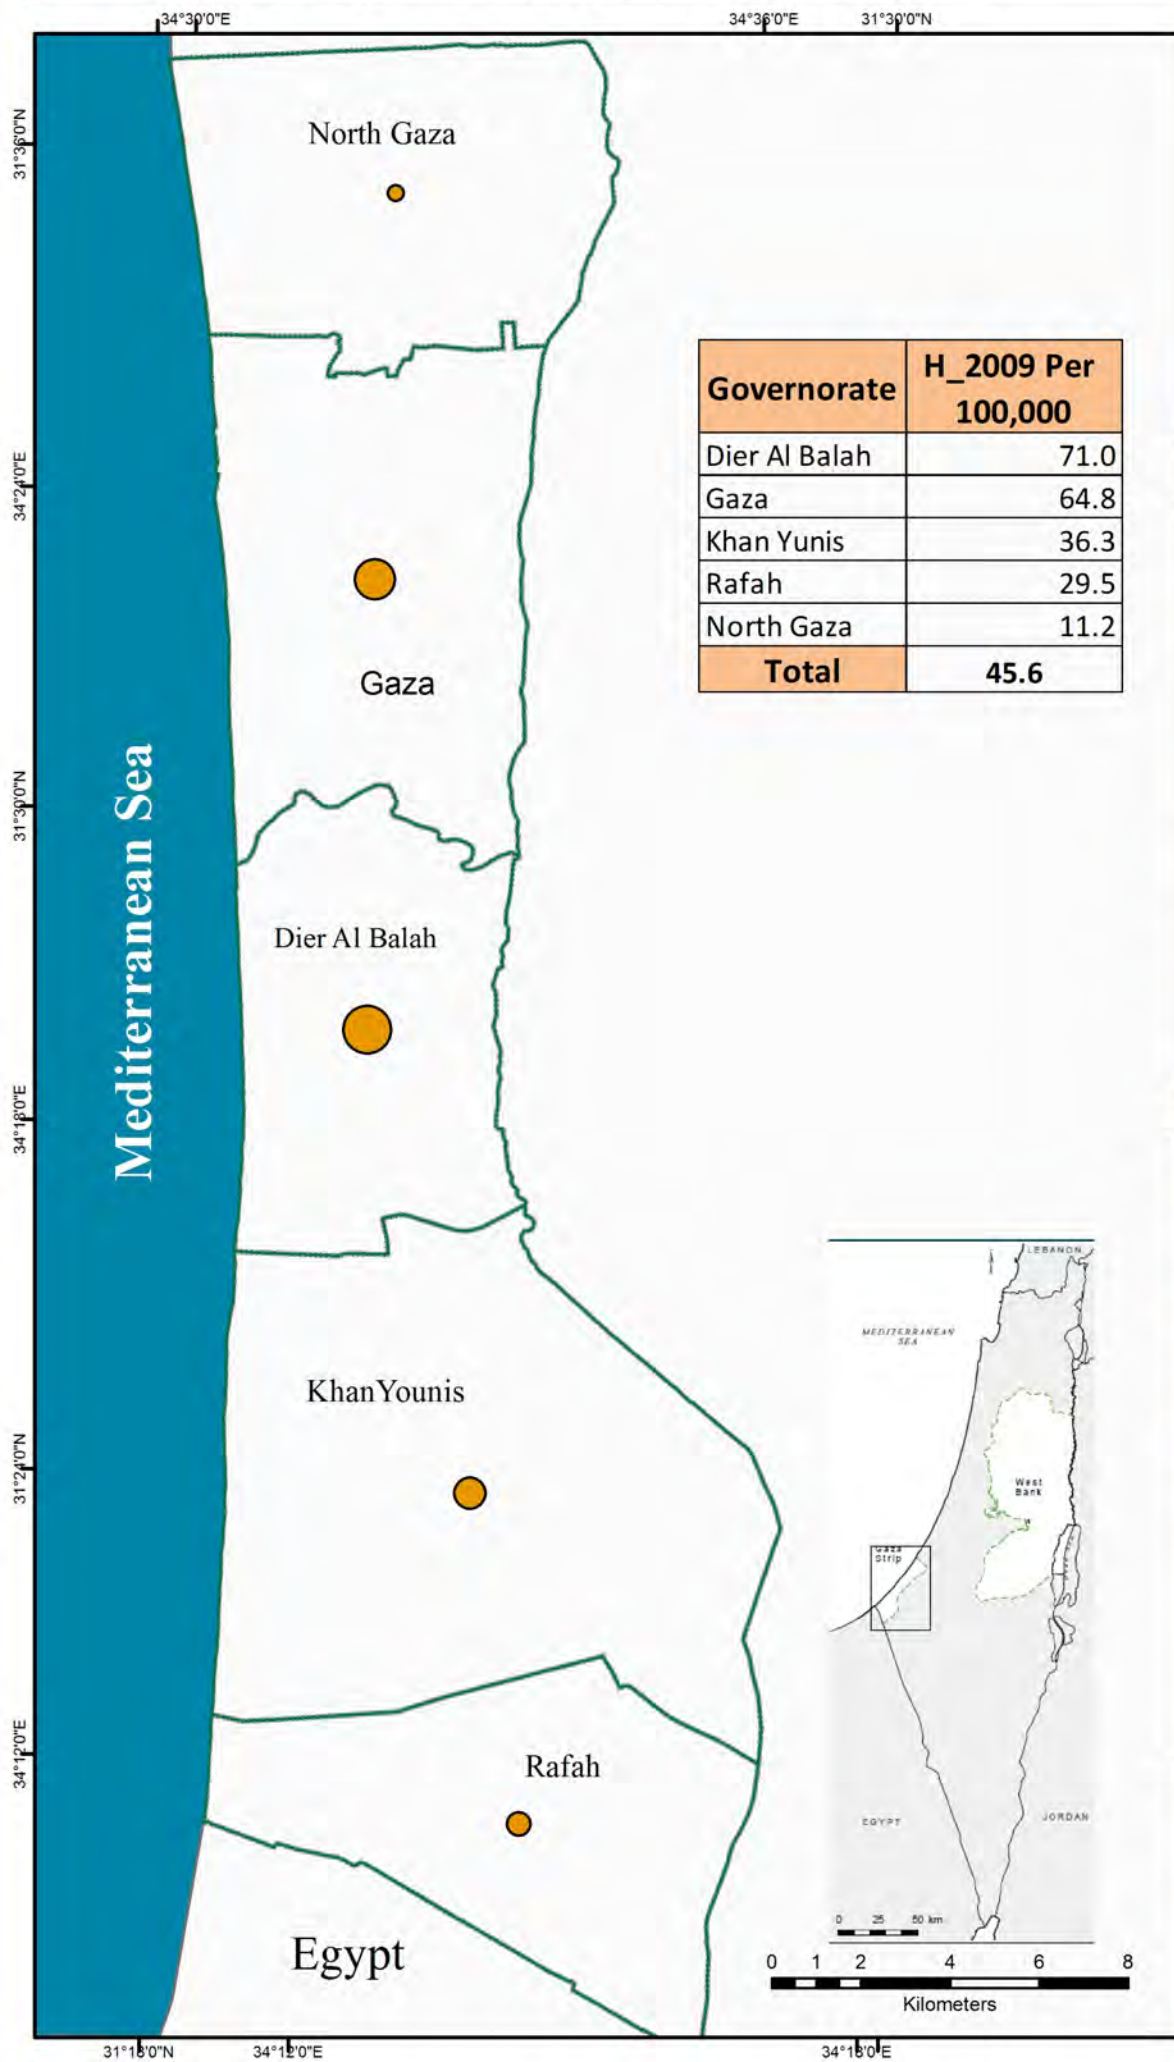 34°30'0"E
34°36'0"E
31°30'0"N
31°36'0"N
North Gaza
Governorate
H_2009 Per
100,000
Dier Al Balah
71.0
Gaza
64.8
Khan Yunis
36.3
Rafah
29.5
North Gaza
11.2
Total
45.6
34°24'0"E
Gaza
31°30'0"N
Mediterranean Sea
Dier Al Balah
34°18'0"E
LEBANON
MEDITERRANEAN
SEA
KhanYounis
31°24'0"N
West
Bank
Gaza
Strip
34°12'0"E
Rafah
EGYPT
JORDAN
0 25 50 km
Egypt
0 1 2 4 6 8
Kilometers
31°18'0"N
34°12'0"E
34°18'0"E